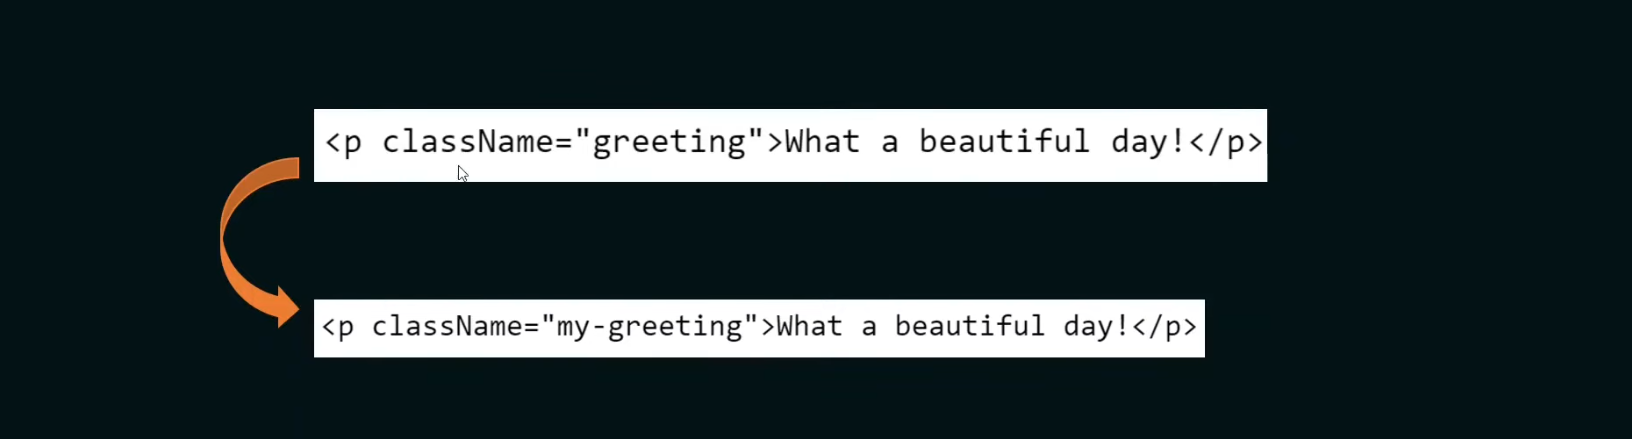 <p className="greeting">What a beautiful day!</p>
<p className="my-greeting">What a beautiful day!</p>